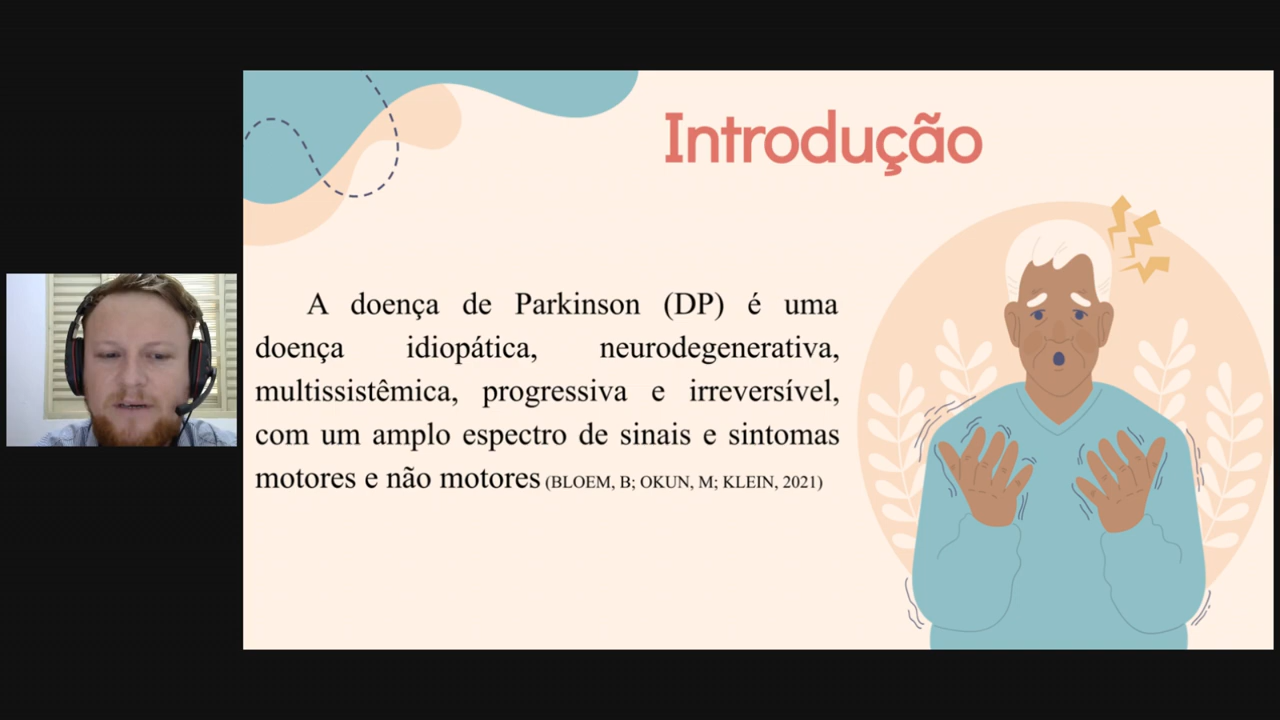 Introdução
A doença de Parkinson (DP) é uma
doença idiopática, neurodegenerativa,
multissistêmica, progressiva e irreversível,
com um amplo espectro de sinais e sintomas
motores e não motores (BLOEM, B; OKUN, M; KLEIN, 2021)